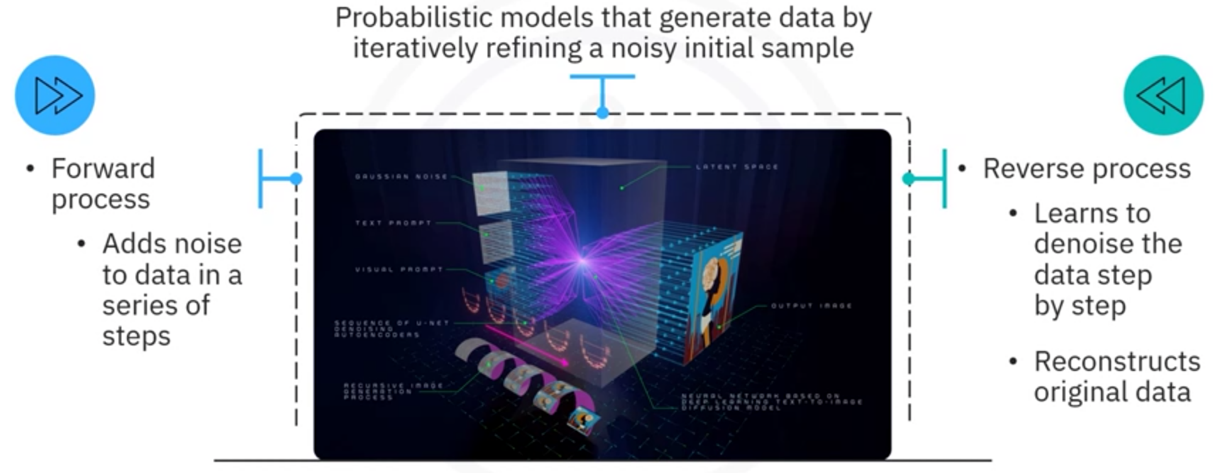 Probabilistic models that generate data by
iteratively refining a noisy initial sample
• Forward
process
• Adds noise
to data in a
series of
steps
GAUSSIAN NOISE
TEXT PROMPT
VISUAL PROMPT
SEQUENCE OF U-NET
DENOISING
AUTOENCODERS
RECURSIVE IMAGE
GENERATION
PROCESS
LATENT SPACE
OUTPUT IMAGE
NEURAL NETWORK BASED ON
DEEP LEARNING TEXT-TO-IMAGE
DIFFUSION MODEL
• Reverse process
• Learns to
denoise the
data step
by step
• Reconstructs
original data